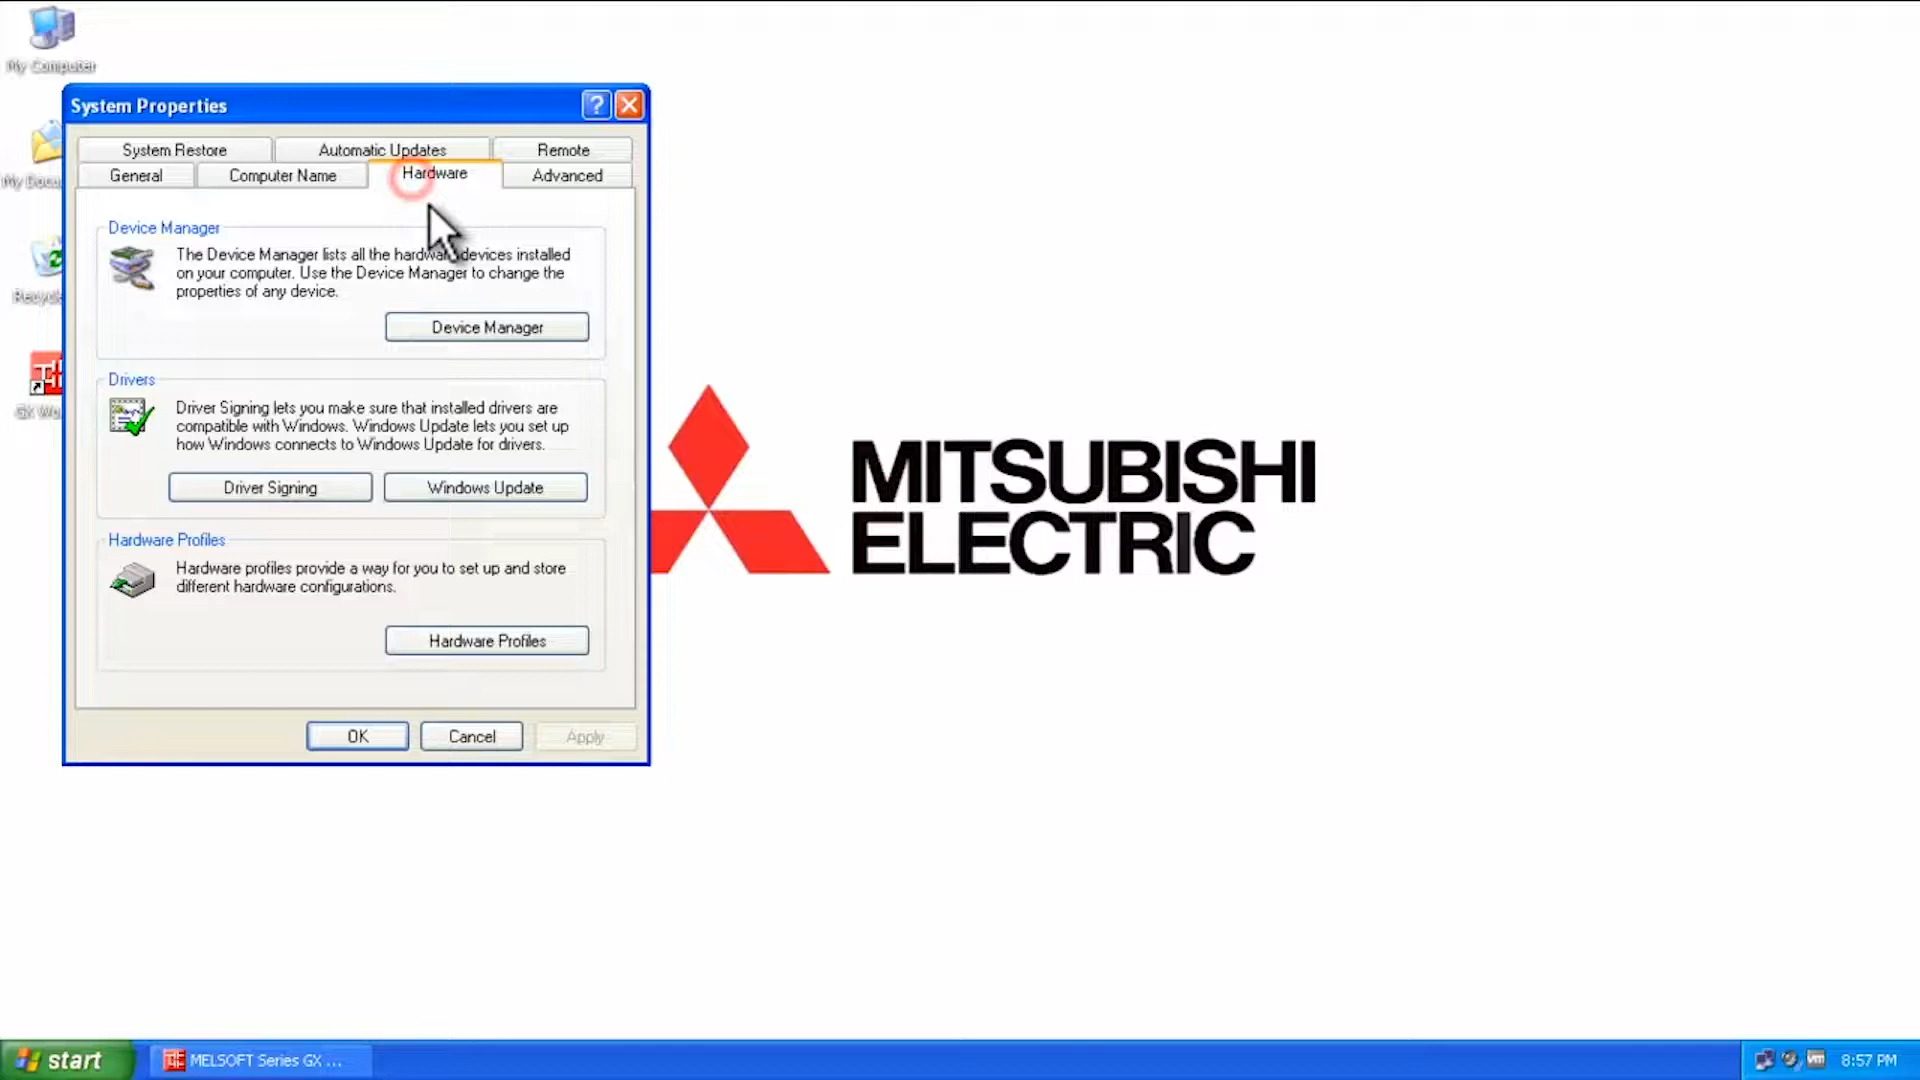 My Computer
System Properties
System Restore
Automatic Updates
Remote
General
Computer Name
Hardware
Advanced
Device Manager
The Device Manager lists all the hardware devices installed
on your computer. Use the Device Manager to change the
properties of any device.
Device Manager
Drivers
Driver Signing lets you make sure that installed drivers are
compatible with Windows. Windows Update lets you set up
how Windows connects to Windows Update for drivers.
Driver Signing
Windows Update
Hardware Profiles
Hardware profiles provide a way for you to set up and store
different hardware configurations.
Hardware Profiles
OK
Cancel
Apply
My
GX
MITSUBISHI
ELECTRIC
start
MELSOFT Series GX ...
8:57 PM